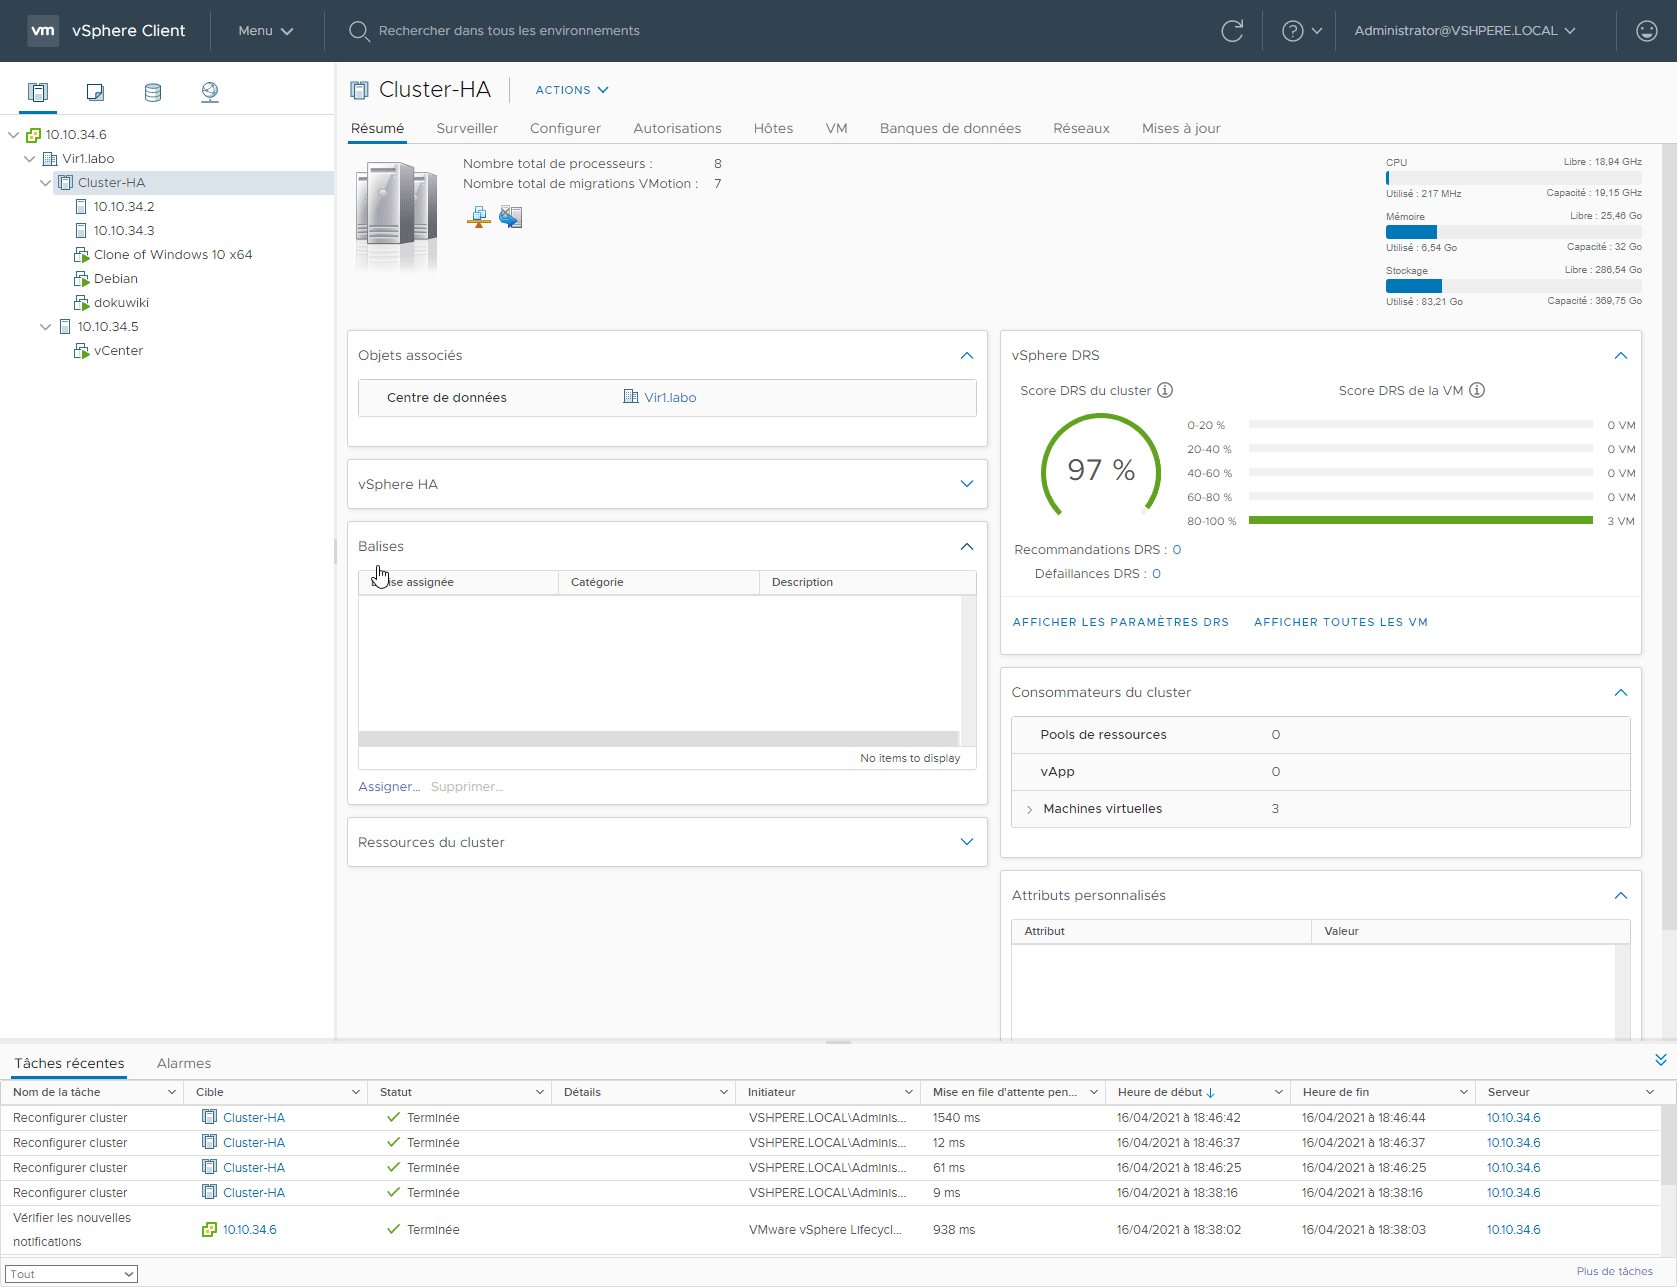 vm vSphere Client Menu Rechercher dans tous les environnements Administrator@VSHPERE.LOCAL
10.10.34.6
Vir1.labo
Cluster-HA
10.10.34.2
10.10.34.3
Clone of Windows 10 x64
Debian
dokuwiki
10.10.34.5
vCenter
Cluster-HA ACTIONS
Résumé Surveiller Configurer Autorisations Hôtes VM Banques de données Réseaux Mises à jour
Nombre total de processeurs : 8
Nombre total de migrations VMotion : 7
CPU Libre : 18,94 GHz
Utilisé : 217 MHz Capacité : 19,15 GHz
Mémoire Libre : 25,46 Go
Utilisé : 6,54 Go Capacité : 32 Go
Stockage Libre : 286,54 Go
Utilisé : 83,21 Go Capacité : 369,75 Go
Objets associés
Centre de données Vir1.labo
vSphere HA
Balises
assignée Catégorie Description
No items to display
Assigner... Supprimer...
Ressources du cluster
vSphere DRS
Score DRS du cluster Score DRS de la VM
97 %
0-20 % 0 VM
20-40 % 0 VM
40-60 % 0 VM
60-80 % 0 VM
80-100 % 3 VM
Recommandations DRS : 0
Défaillances DRS : 0
AFFICHER LES PARAMÈTRES DRS AFFICHER TOUTES LES VM
Consommateurs du cluster
Pools de ressources 0
vApp 0
Machines virtuelles 3
Attributs personnalisés
Attribut Valeur
Tâches récentes Alarmes
Nom de la tâche Cible Statut Détails Initiateur Mise en file d'attente pen... Heure de début Heure de fin Serveur
Reconfigurer cluster Cluster-HA Terminée VSHPERE.LOCAL\Adminis... 1540 ms 16/04/2021 à 18:46:42 16/04/2021 à 18:46:44 10.10.34.6
Reconfigurer cluster Cluster-HA Terminée VSHPERE.LOCAL\Adminis... 12 ms 16/04/2021 à 18:46:37 16/04/2021 à 18:46:37 10.10.34.6
Reconfigurer cluster Cluster-HA Terminée VSHPERE.LOCAL\Adminis... 61 ms 16/04/2021 à 18:46:25 16/04/2021 à 18:46:25 10.10.34.6
Reconfigurer cluster Cluster-HA Terminée VSHPERE.LOCAL\Adminis... 9 ms 16/04/2021 à 18:38:16 16/04/2021 à 18:38:16 10.10.34.6
Vérifier les nouvelles
notifications 10.10.34.6 Terminée VMware vSphere Lifecycl... 938 ms 16/04/2021 à 18:38:02 16/04/2021 à 18:38:03 10.10.34.6
Tout Plus de tâches